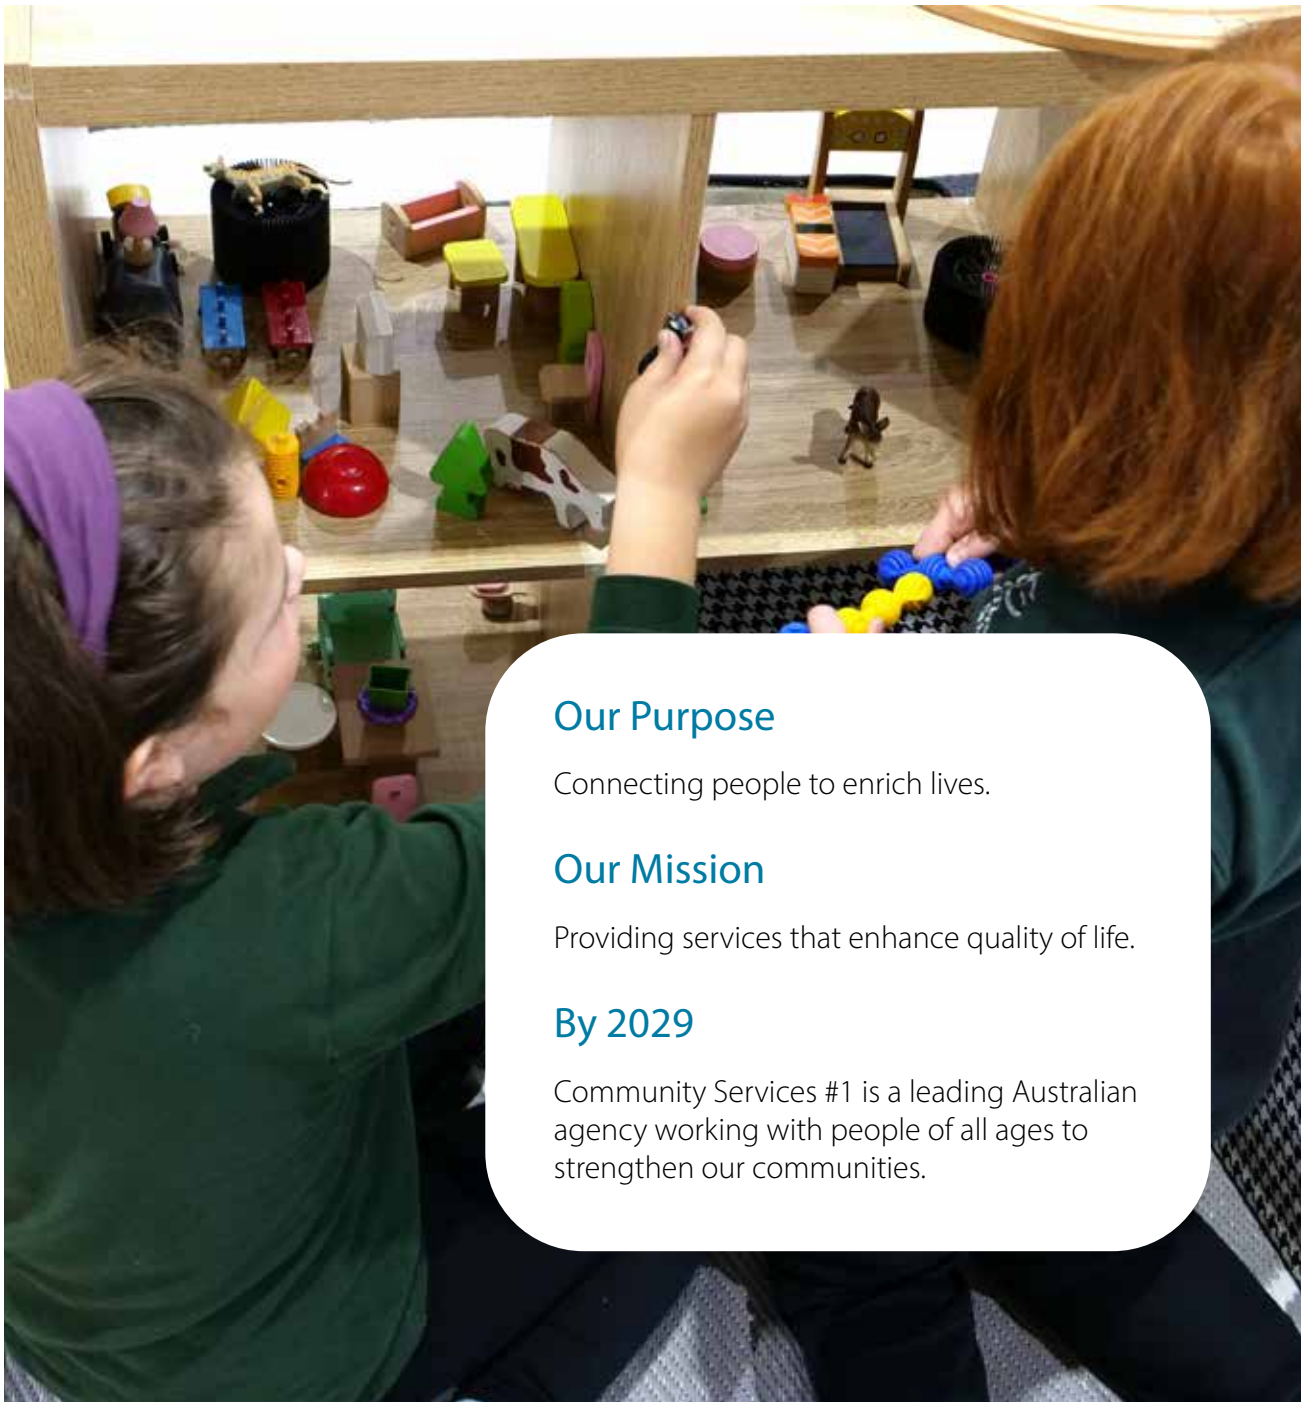 Our Purpose
Connecting people to enrich lives.
Our Mission
Providing services that enhance quality of life.
By 2029
Community Services #1 is a leading Australian
agency working with people of all ages to
strengthen our communities.